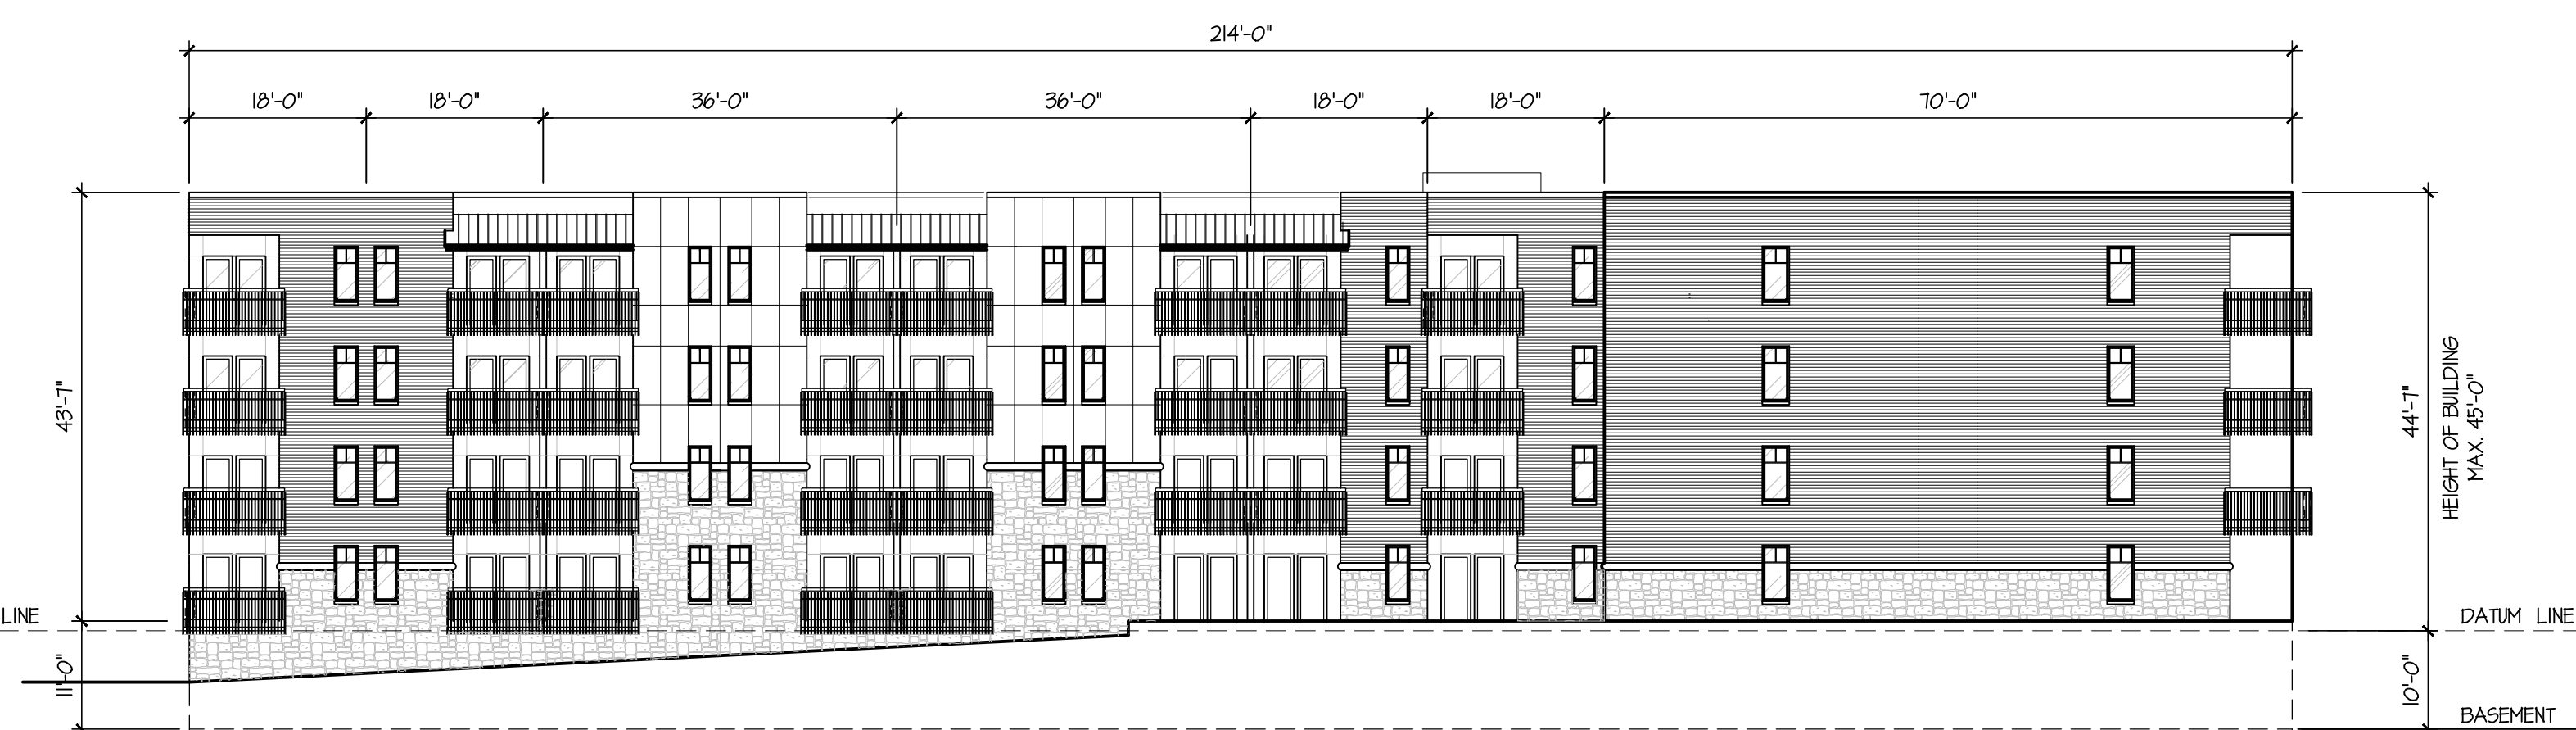 214'-0"
18'-0"
18'-0"
36'-0"
36'-0"
18'-0"
18'-0"
70'-0"
43'-7"
44'-7"
HEIGHT OF BUILDING
MAX. 45'-0"
LINE
DATUM LINE
11'-0"
10'-0"
BASEMENT